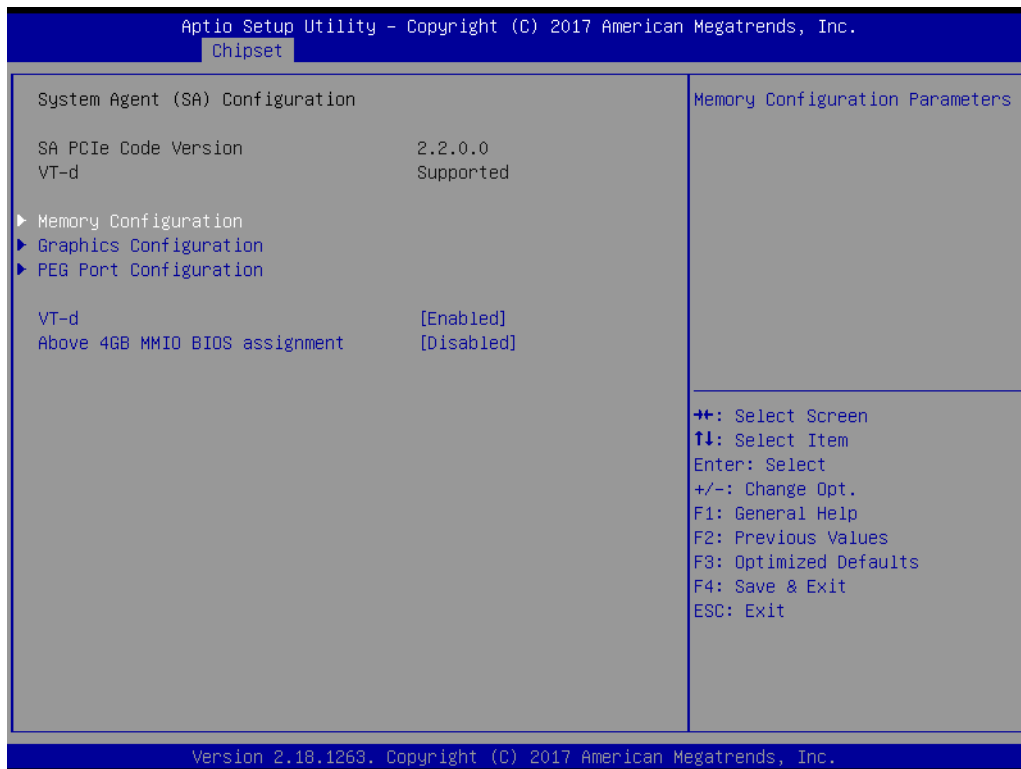 Aptio Setup Utility – Copyright (C) 2017 American Megatrends, Inc.
Chipset
System Agent (SA) Configuration
SA PCIe Code Version 2.2.0.0
VT-d Supported
Memory Configuration
Graphics Configuration
PEG Port Configuration
VT-d [Enabled]
Above 4GB MMIO BIOS assignment [Disabled]
Memory Configuration Parameters
→←: Select Screen
↑↓: Select Item
Enter: Select
+/-: Change Opt.
F1: General Help
F2: Previous Values
F3: Optimized Defaults
F4: Save & Exit
ESC: Exit
Version 2.18.1263. Copyright (C) 2017 American Megatrends, Inc.